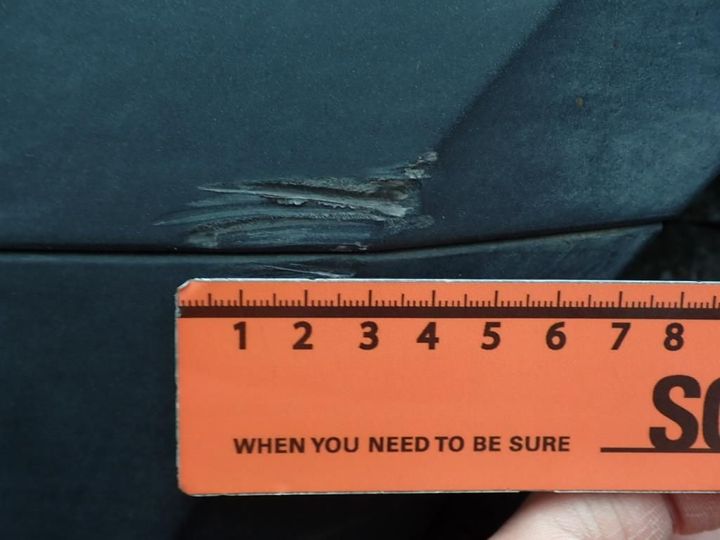 1 2 3 4 5 6 7 8
WHEN YOU NEED TO BE SURE